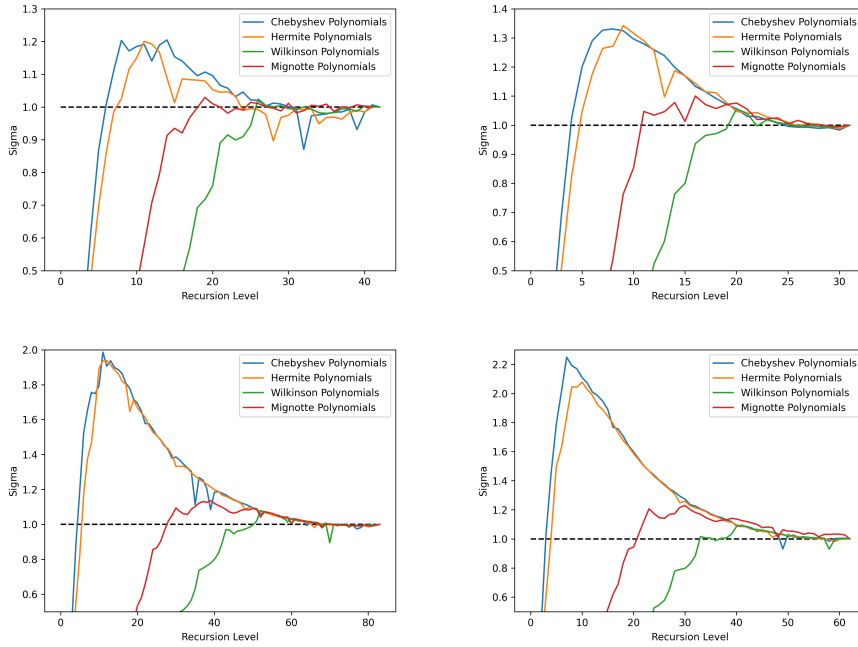 1.3
1.2
1.1
1.0
0.9
0.8
0.7
0.6
0.5
Sigma
0
10
20
30
40
Recursion Level
Chebyshev Polynomials
Hermite Polynomials
Wilkinson Polynomials
Mignotte Polynomials
1.4
1.3
1.2
1.1
1.0
0.9
0.8
0.7
0.6
0.5
Sigma
0
5
10
15
20
25
30
Recursion Level
Chebyshev Polynomials
Hermite Polynomials
Wilkinson Polynomials
Mignotte Polynomials
2.0
1.8
1.6
1.4
1.2
1.0
0.8
0.6
Sigma
0
20
40
60
80
Recursion Level
Chebyshev Polynomials
Hermite Polynomials
Wilkinson Polynomials
Mignotte Polynomials
2.2
2.0
1.8
1.6
1.4
1.2
1.0
0.8
0.6
Sigma
0
10
20
30
40
50
60
Recursion Level
Chebyshev Polynomials
Hermite Polynomials
Wilkinson Polynomials
Mignotte Polynomials